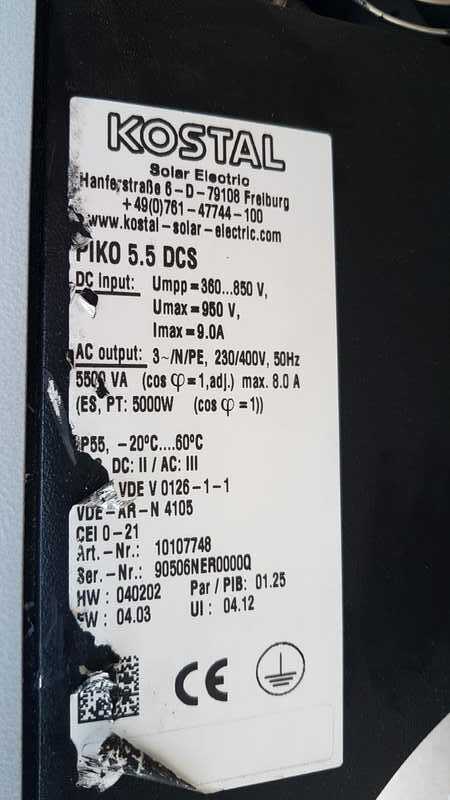 KOSTAL
Solar Electric
Hanferstraße 6-D-79108 Freiburg
+49(0)761-47744-100
www.kostal-solar-electric.com
PIKO 5.5 DCS
DC Input: Umpp=360...850 V,
Umax=950 V,
Imax=9.0A
AC output: 3~/N/PE, 230/400V, 50Hz
5500 VA (cos φ=1,adj.) max. 8.0 A
(ES, PT: 5000W (cos φ=1))
IP55, -20°C....60°C
DC: II / AC: III
VDE V 0126-1-1
VDE-AR-N 4105
CEI 0-21
Art.-Nr.: 10107748
Ser.-Nr.: 90506NER0000Q
HW : 040202 Par / PIB: 01.25
SW : 04.03 UI : 04.12
CE